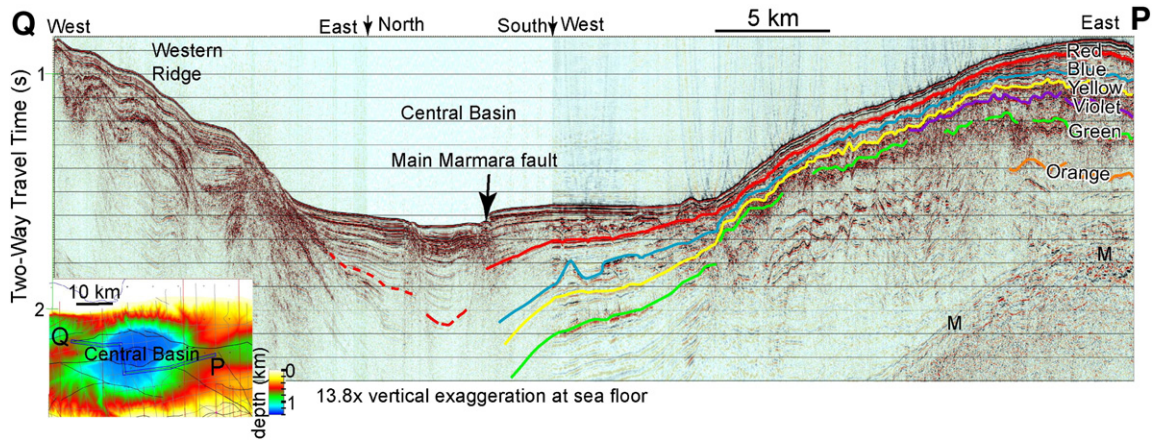 Q West East North South West 5 km East P
Western
Ridge
Red
1
Blue
Yellow
Violet
Central Basin
Green
Main Marmara fault
Orange
Two-Way Travel Time (s)
M
2
M
10 km
Q
Central Basin
P
0
1
depth (km)
13.8x vertical exaggeration at sea floor